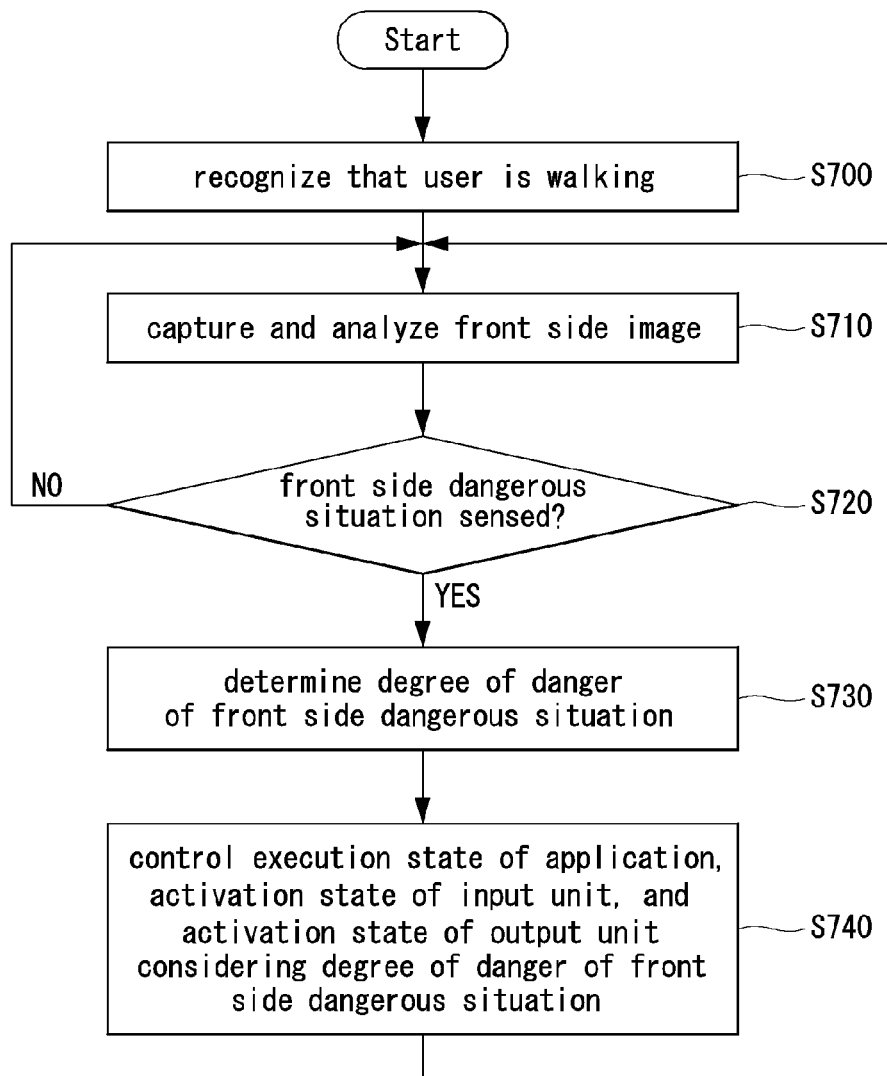 Start
recognize that user is walking
S700
capture and analyze front side image
S710
front side dangerous
situation sensed?
S720
NO
YES
determine degree of danger
of front side dangerous situation
S730
control execution state of application,
activation state of input unit, and
activation state of output unit
considering degree of danger of front
side dangerous situation
S740